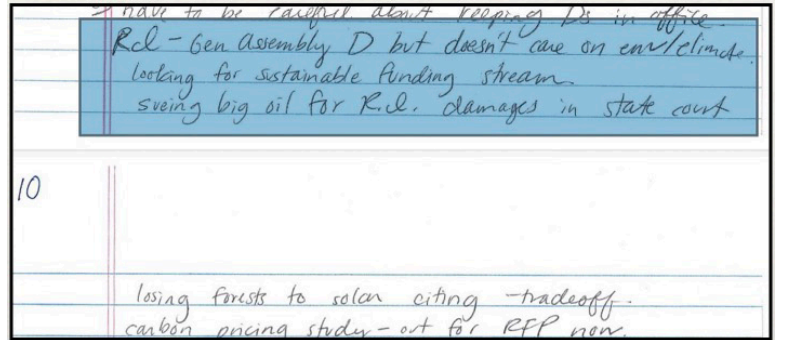 → have to be careful about keeping Ds in office.
R.I. - Gen Assembly D but doesn't care on env/climate.
looking for sustainable funding stream
sueing big oil for R.I. damages in state court
10
losing forests to solar citing - tradeoff.
carbon pricing study - out for RFP now.